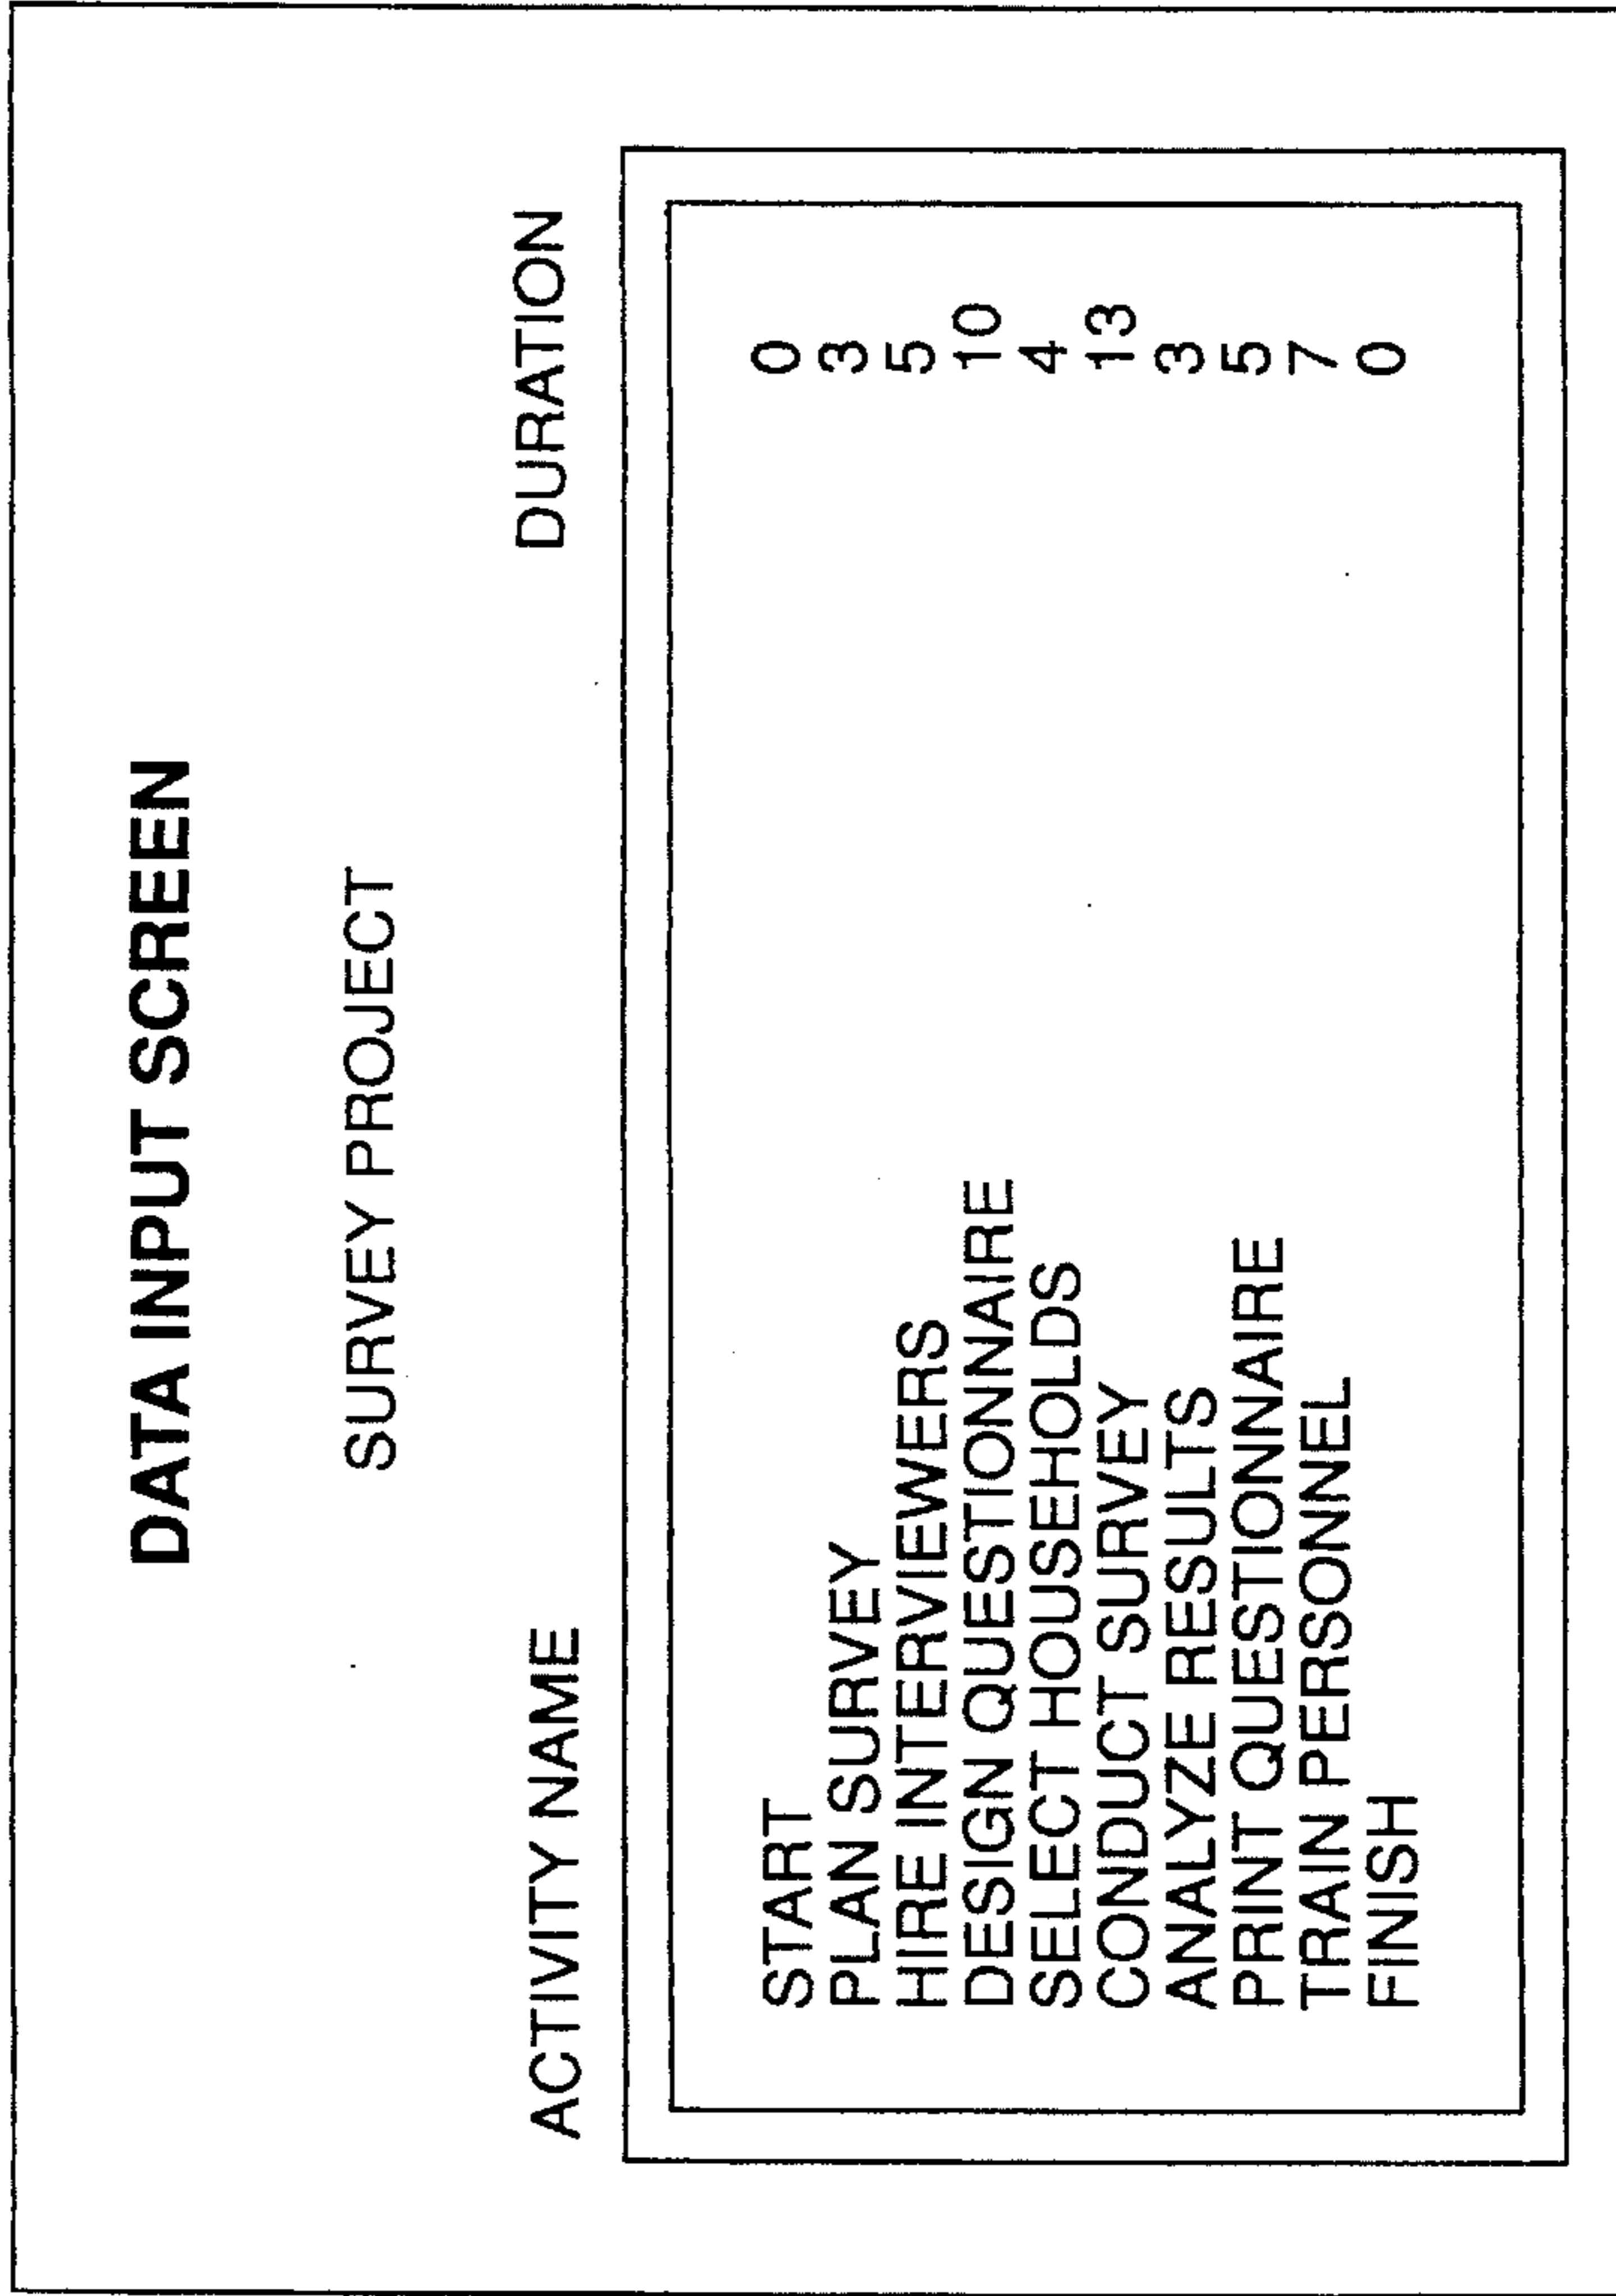 DATA INPUT SCREEN
SURVEY PROJECT
ACTIVITY NAME DURATION
START 0
PLAN SURVEY 3
HIRE INTERVIEWERS 5
DESIGN QUESTIONNAIRE 10
SELECT HOUSEHOLDS 4
CONDUCT SURVEY 13
ANALYZE RESULTS 3
PRINT QUESTIONNAIRE 5
TRAIN PERSONNEL 7
FINISH 0